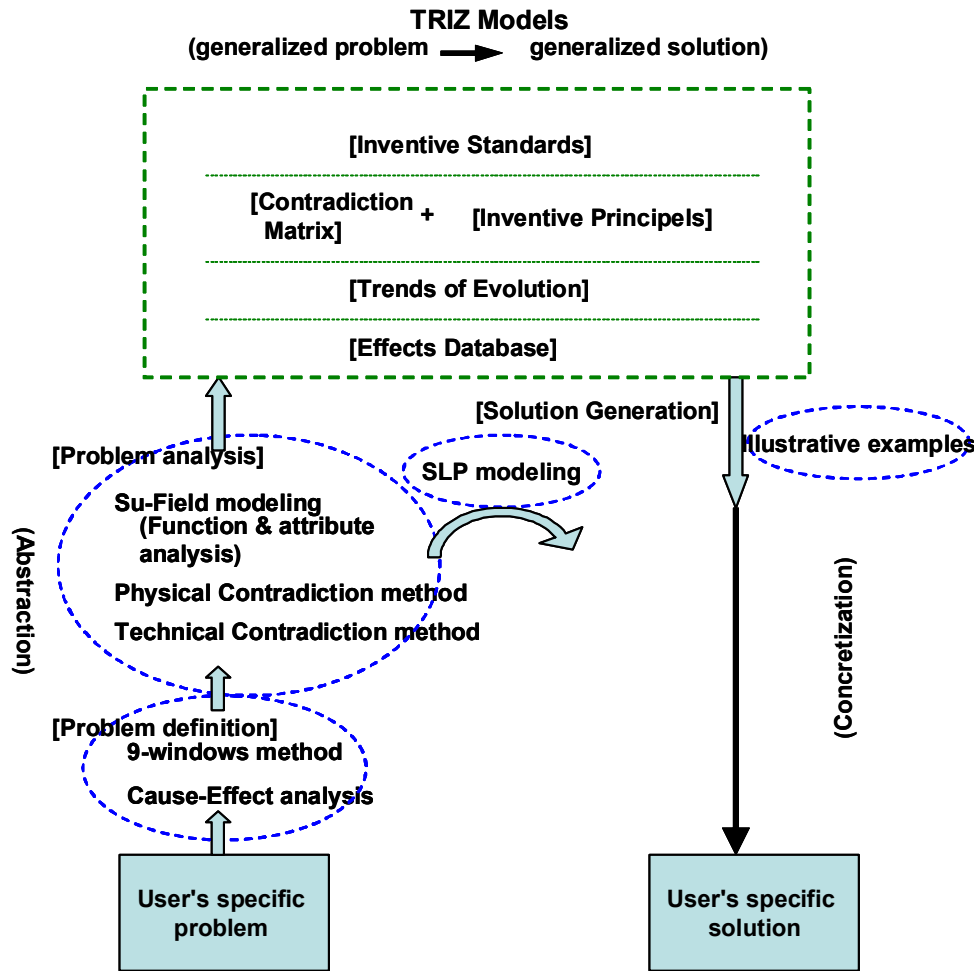 TRIZ Models
(generalized problem generalized solution)
[Inventive Standards]
[Contradiction
Matrix]
+
[Inventive Principels]
[Trends of Evolution]
[Effects Database]
[Solution Generation]
Illustrative examples
[Problem analysis]
SLP modeling
Su-Field modeling
(Function & attribute
analysis)
Physical Contradiction method
Technical Contradiction method
(Abstraction)
(Concretization)
[Problem definition]
9-windows method
Cause-Effect analysis
User's specific
problem
User's specific
solution